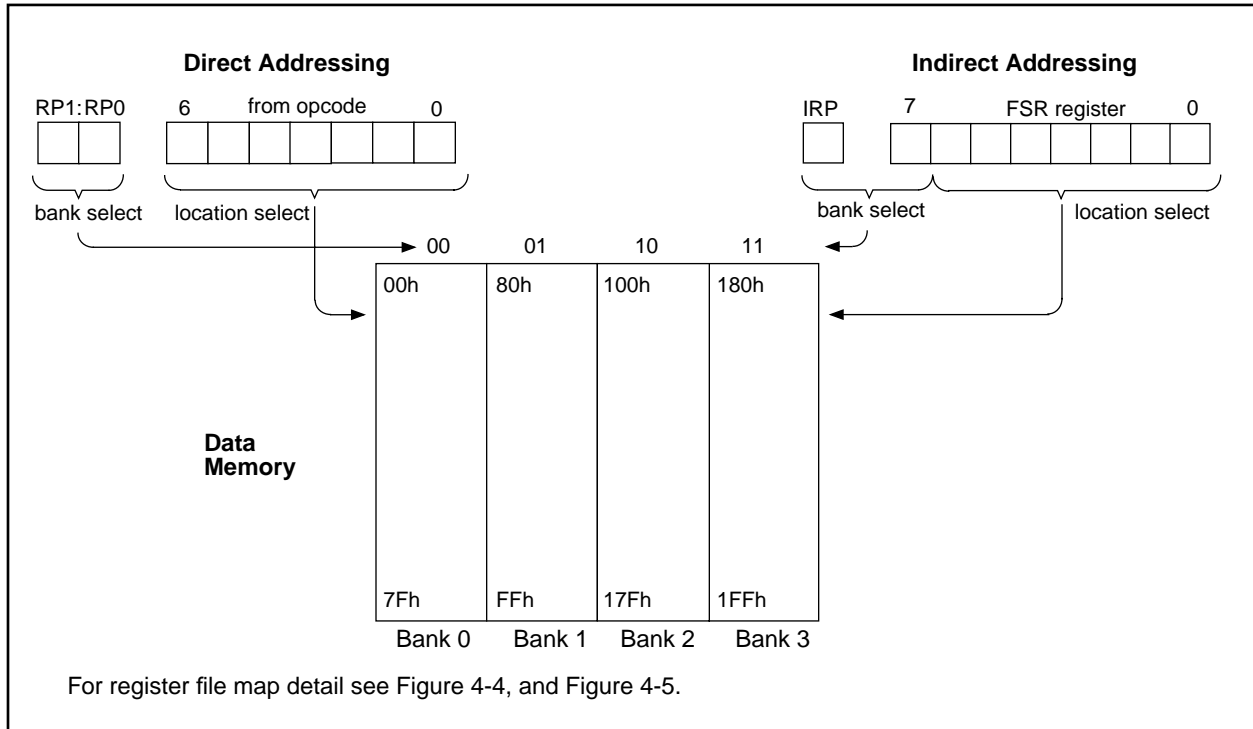 Direct Addressing
Indirect Addressing
RP1:RP0 6 from opcode 0
IRP 7 FSR register 0
bank select location select
bank select location select
00 01 10 11
00h 80h 100h 180h
Data
Memory
7Fh FFh 17Fh 1FFh
Bank 0 Bank 1 Bank 2 Bank 3
For register file map detail see Figure 4-4, and Figure 4-5.